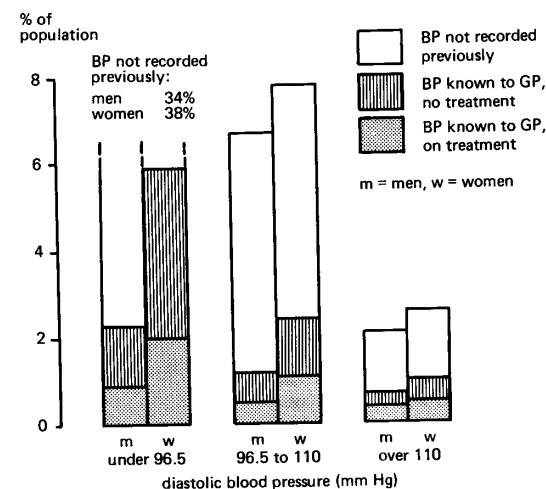 % of
population
BP not recorded
previously:
men 34%
women 38%
8
6
4
2
0
BP not recorded
previously
BP known to GP,
no treatment
BP known to GP,
on treatment
m = men, w = women
m w m w m w
under 96.5 96.5 to 110 over 110
diastolic blood pressure (mm Hg)